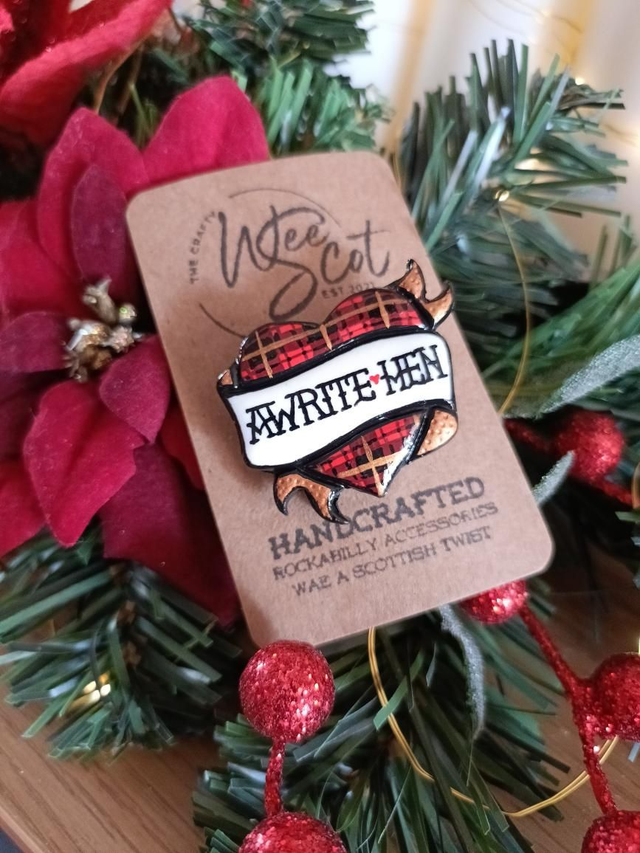 THE CRAFTY
Wee
Scot
EST 2021
AWRITE HEN
HANDCRAFTED
ROCKABILLY ACCESSORIES
WAE A SCOTTISH TWIST